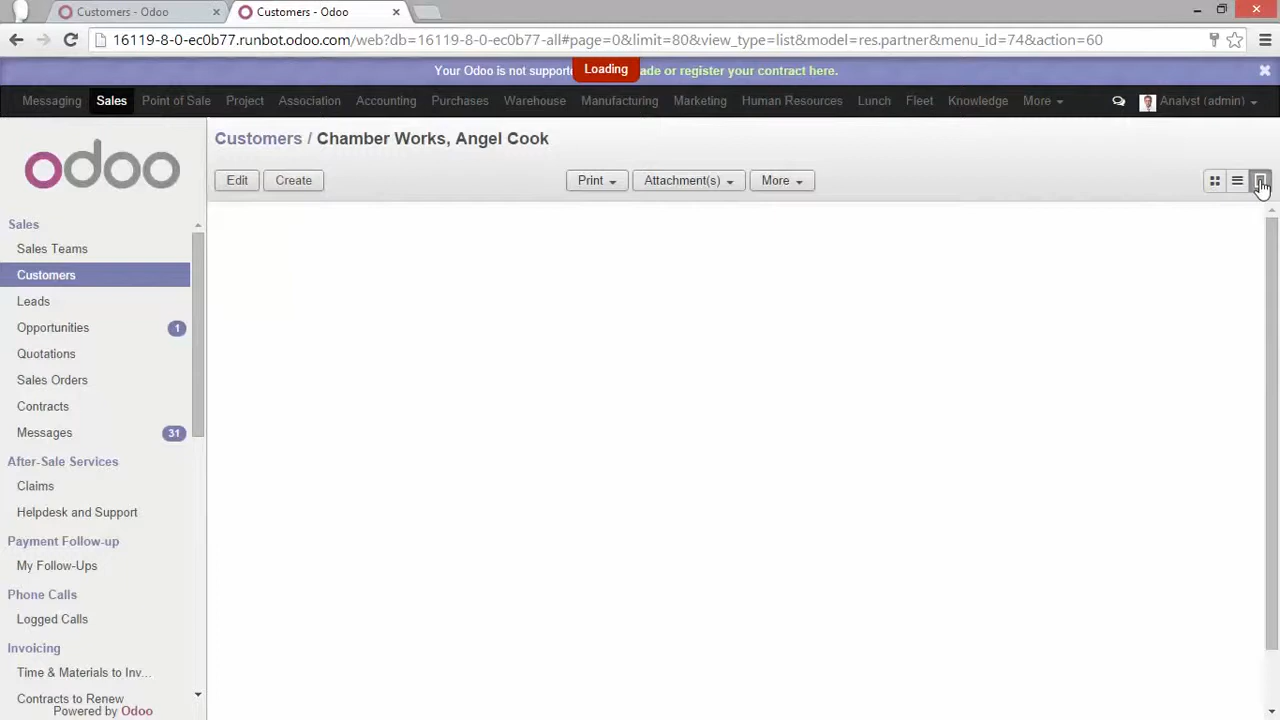 Customers - Odoo
Customers - Odoo
16119-8-0-ec0b77.runbot.odoo.com/web?db=16119-8-0-ec0b77-all#page=0&limit=80&view_type=list&model=res.partner&menu_id=74&action=60
Your Odoo is not supporte Loading ade or register your contract here.
Messaging Sales Point of Sale Project Association Accounting Purchases Warehouse Manufacturing Marketing Human Resources Lunch Fleet Knowledge More Analyst (admin)
odoo
Customers / Chamber Works, Angel Cook
Edit Create Print Attachment(s) More
Sales
Sales Teams
Customers
Leads
Opportunities 1
Quotations
Sales Orders
Contracts
Messages 31
After-Sale Services
Claims
Helpdesk and Support
Payment Follow-up
My Follow-Ups
Phone Calls
Logged Calls
Invoicing
Time & Materials to Inv...
Contracts to Renew
Powered by Odoo